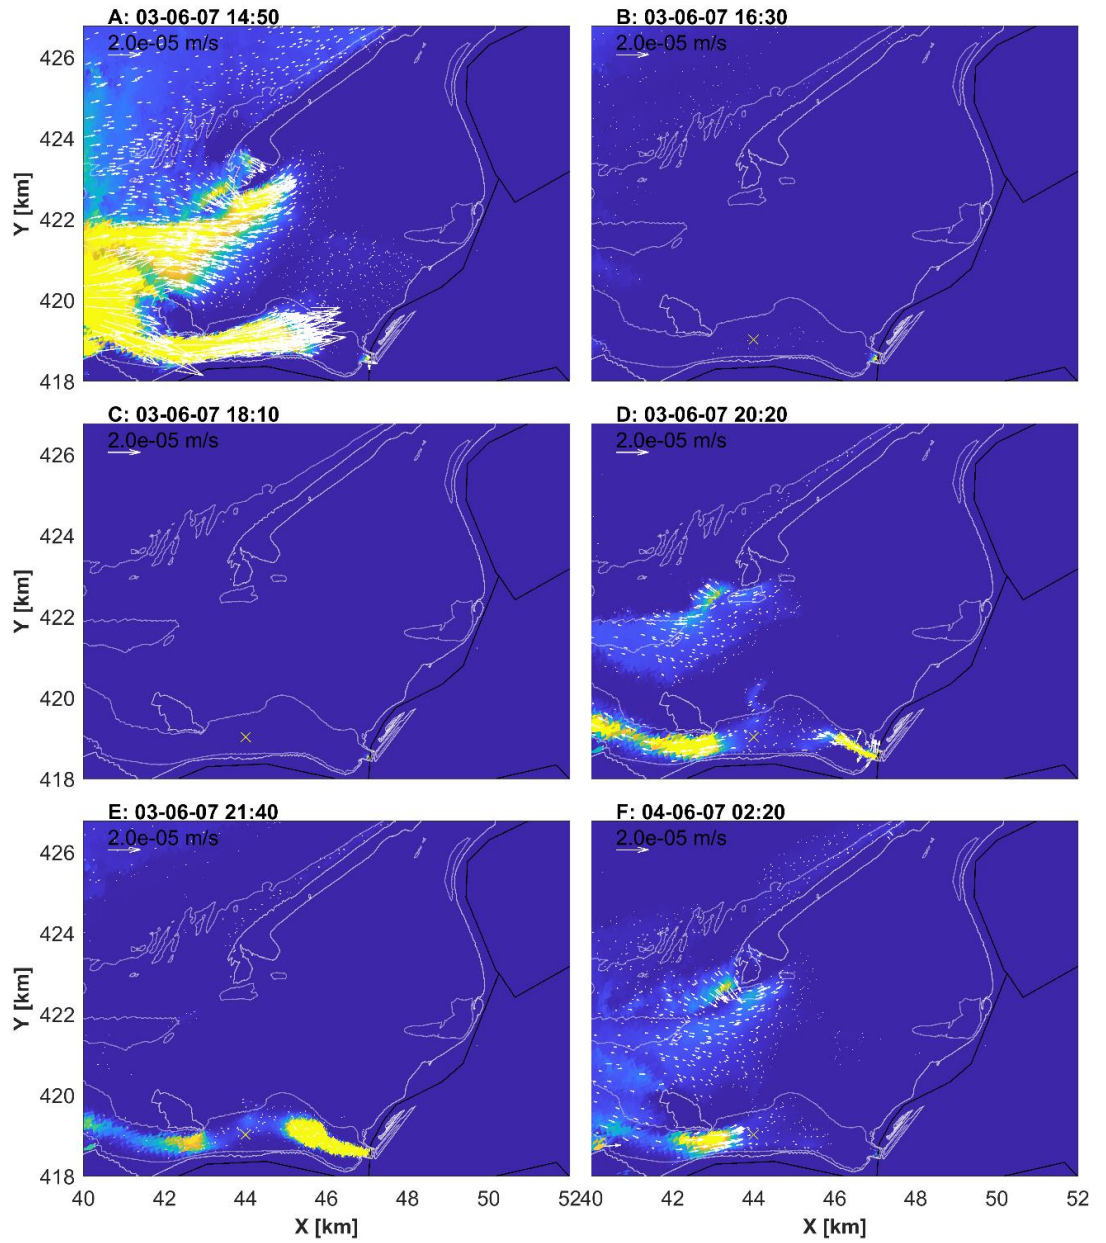 A: 03-06-07 14:50
2.0e-05 m/s
B: 03-06-07 16:30
2.0e-05 m/s
426
424
422
420
418
Y [km]
C: 03-06-07 18:10
2.0e-05 m/s
D: 03-06-07 20:20
2.0e-05 m/s
426
424
422
420
418
Y [km]
E: 03-06-07 21:40
2.0e-05 m/s
F: 04-06-07 02:20
2.0e-05 m/s
426
424
422
420
418
Y [km]
40 42 44 46 48 50 52
40 42 44 46 48 50 52
X [km]
X [km]